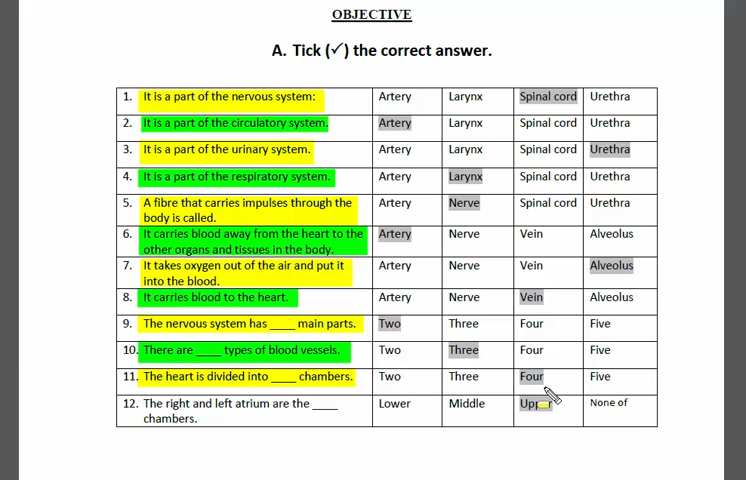 OBJECTIVE
A. Tick (✓) the correct answer.
1. It is a part of the nervous system: Artery Larynx Spinal cord Urethra
2. It is a part of the circulatory system. Artery Larynx Spinal cord Urethra
3. It is a part of the urinary system. Artery Larynx Spinal cord Urethra
4. It is a part of the respiratory system. Artery Larynx Spinal cord Urethra
5. A fibre that carries impulses through the Artery Nerve Spinal cord Urethra
body is called.
6. It carries blood away from the heart to the Artery Nerve Vein Alveolus
other organs and tissues in the body.
7. It takes oxygen out of the air and put it Artery Nerve Vein Alveolus
into the blood.
8. It carries blood to the heart. Artery Nerve Vein Alveolus
9. The nervous system has ____ main parts. Two Three Four Five
10. There are ____ types of blood vessels. Two Three Four Five
11. The heart is divided into ____ chambers. Two Three Four Five
12. The right and left atrium are the ____ Lower Middle Upper None of
chambers.